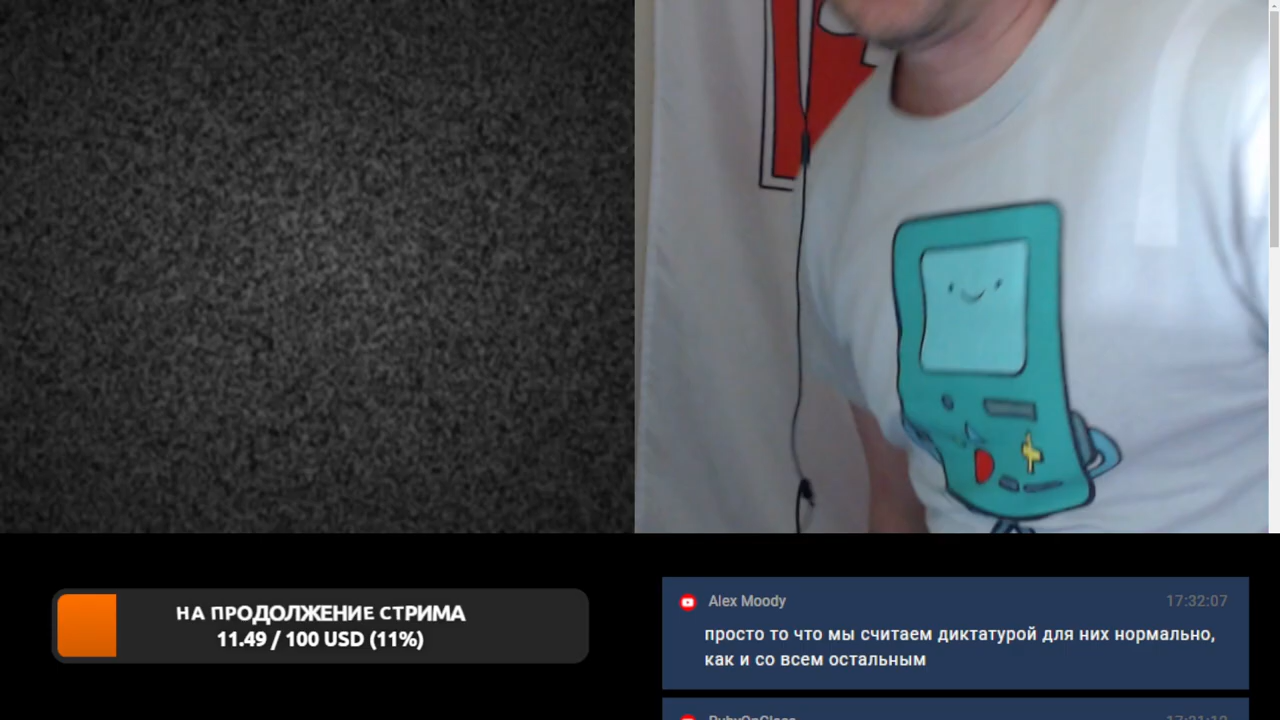 НА ПРОДОЛЖЕНИЕ СТРИМА
11.49 / 100 USD (11%)
Alex Moody 17:32:07
просто то что мы считаем диктатурой для них нормально,
как и со всем остальным